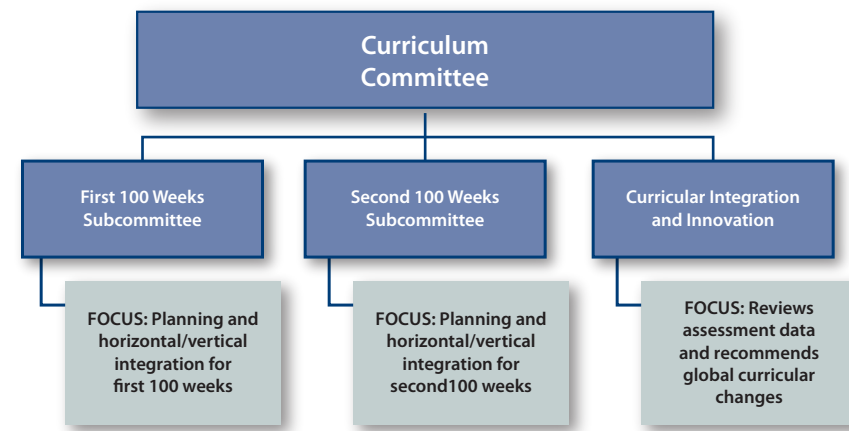 Curriculum
Committee
First 100 Weeks
Subcommittee
Second 100 Weeks
Subcommittee
Curricular Integration
and Innovation
FOCUS: Planning and
horizontal/vertical
integration for
first 100 weeks
FOCUS: Planning and
horizontal/vertical
integration for
second100 weeks
FOCUS: Reviews
assessment data
and recommends
global curricular
changes